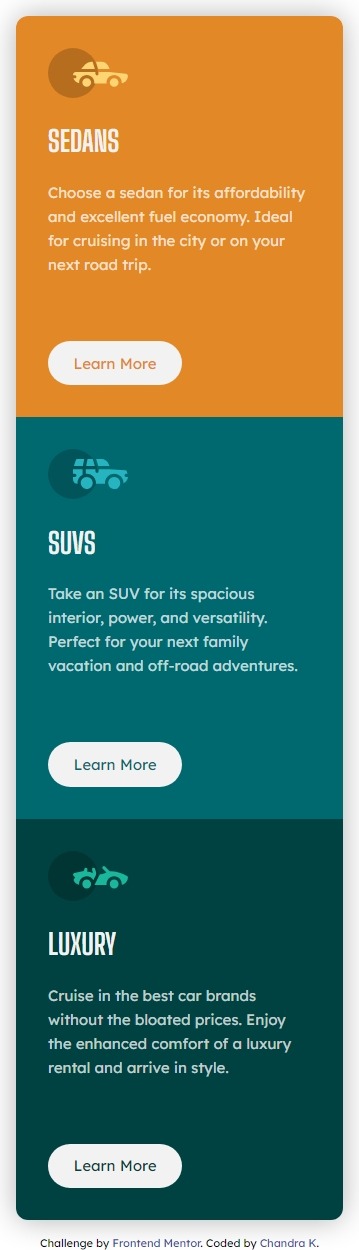 SEDANS
Choose a sedan for its affordability
and excellent fuel economy. Ideal
for cruising in the city or on your
next road trip.
Learn More
SUVS
Take an SUV for its spacious
interior, power, and versatility.
Perfect for your next family
vacation and off-road adventures.
Learn More
LUXURY
Cruise in the best car brands
without the bloated prices. Enjoy
the enhanced comfort of a luxury
rental and arrive in style.
Learn More
Challenge by Frontend Mentor. Coded by Chandra K.